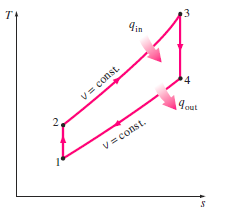 T
3
q_in
v = const.
4
q_out
2
v = const.
1
s